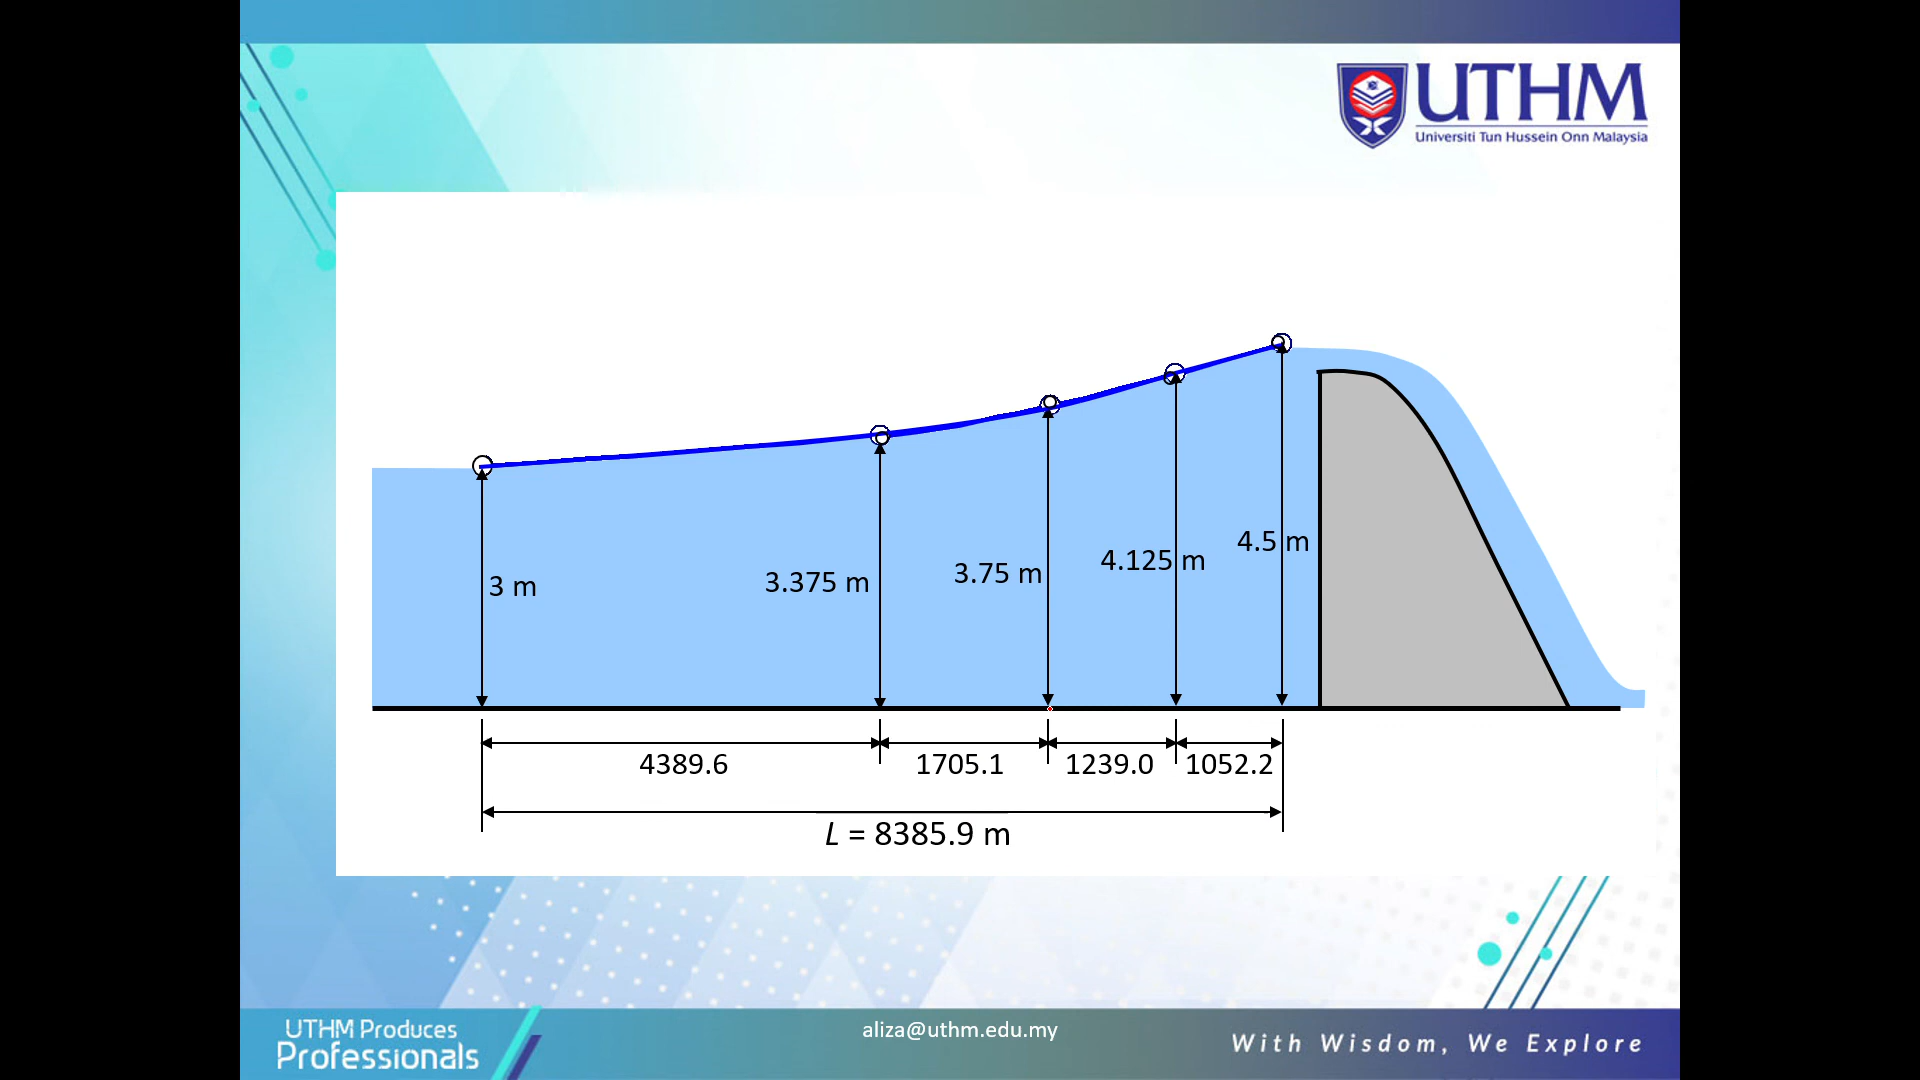 UTHM
Universiti Tun Hussein Onn Malaysia
4.5 m
4.125 m
3.75 m
3.375 m
3 m
4389.6
1705.1
1239.0
1052.2
L = 8385.9 m
UTHM Produces
Professionals
aliza@uthm.edu.my
With Wisdom, We Explore